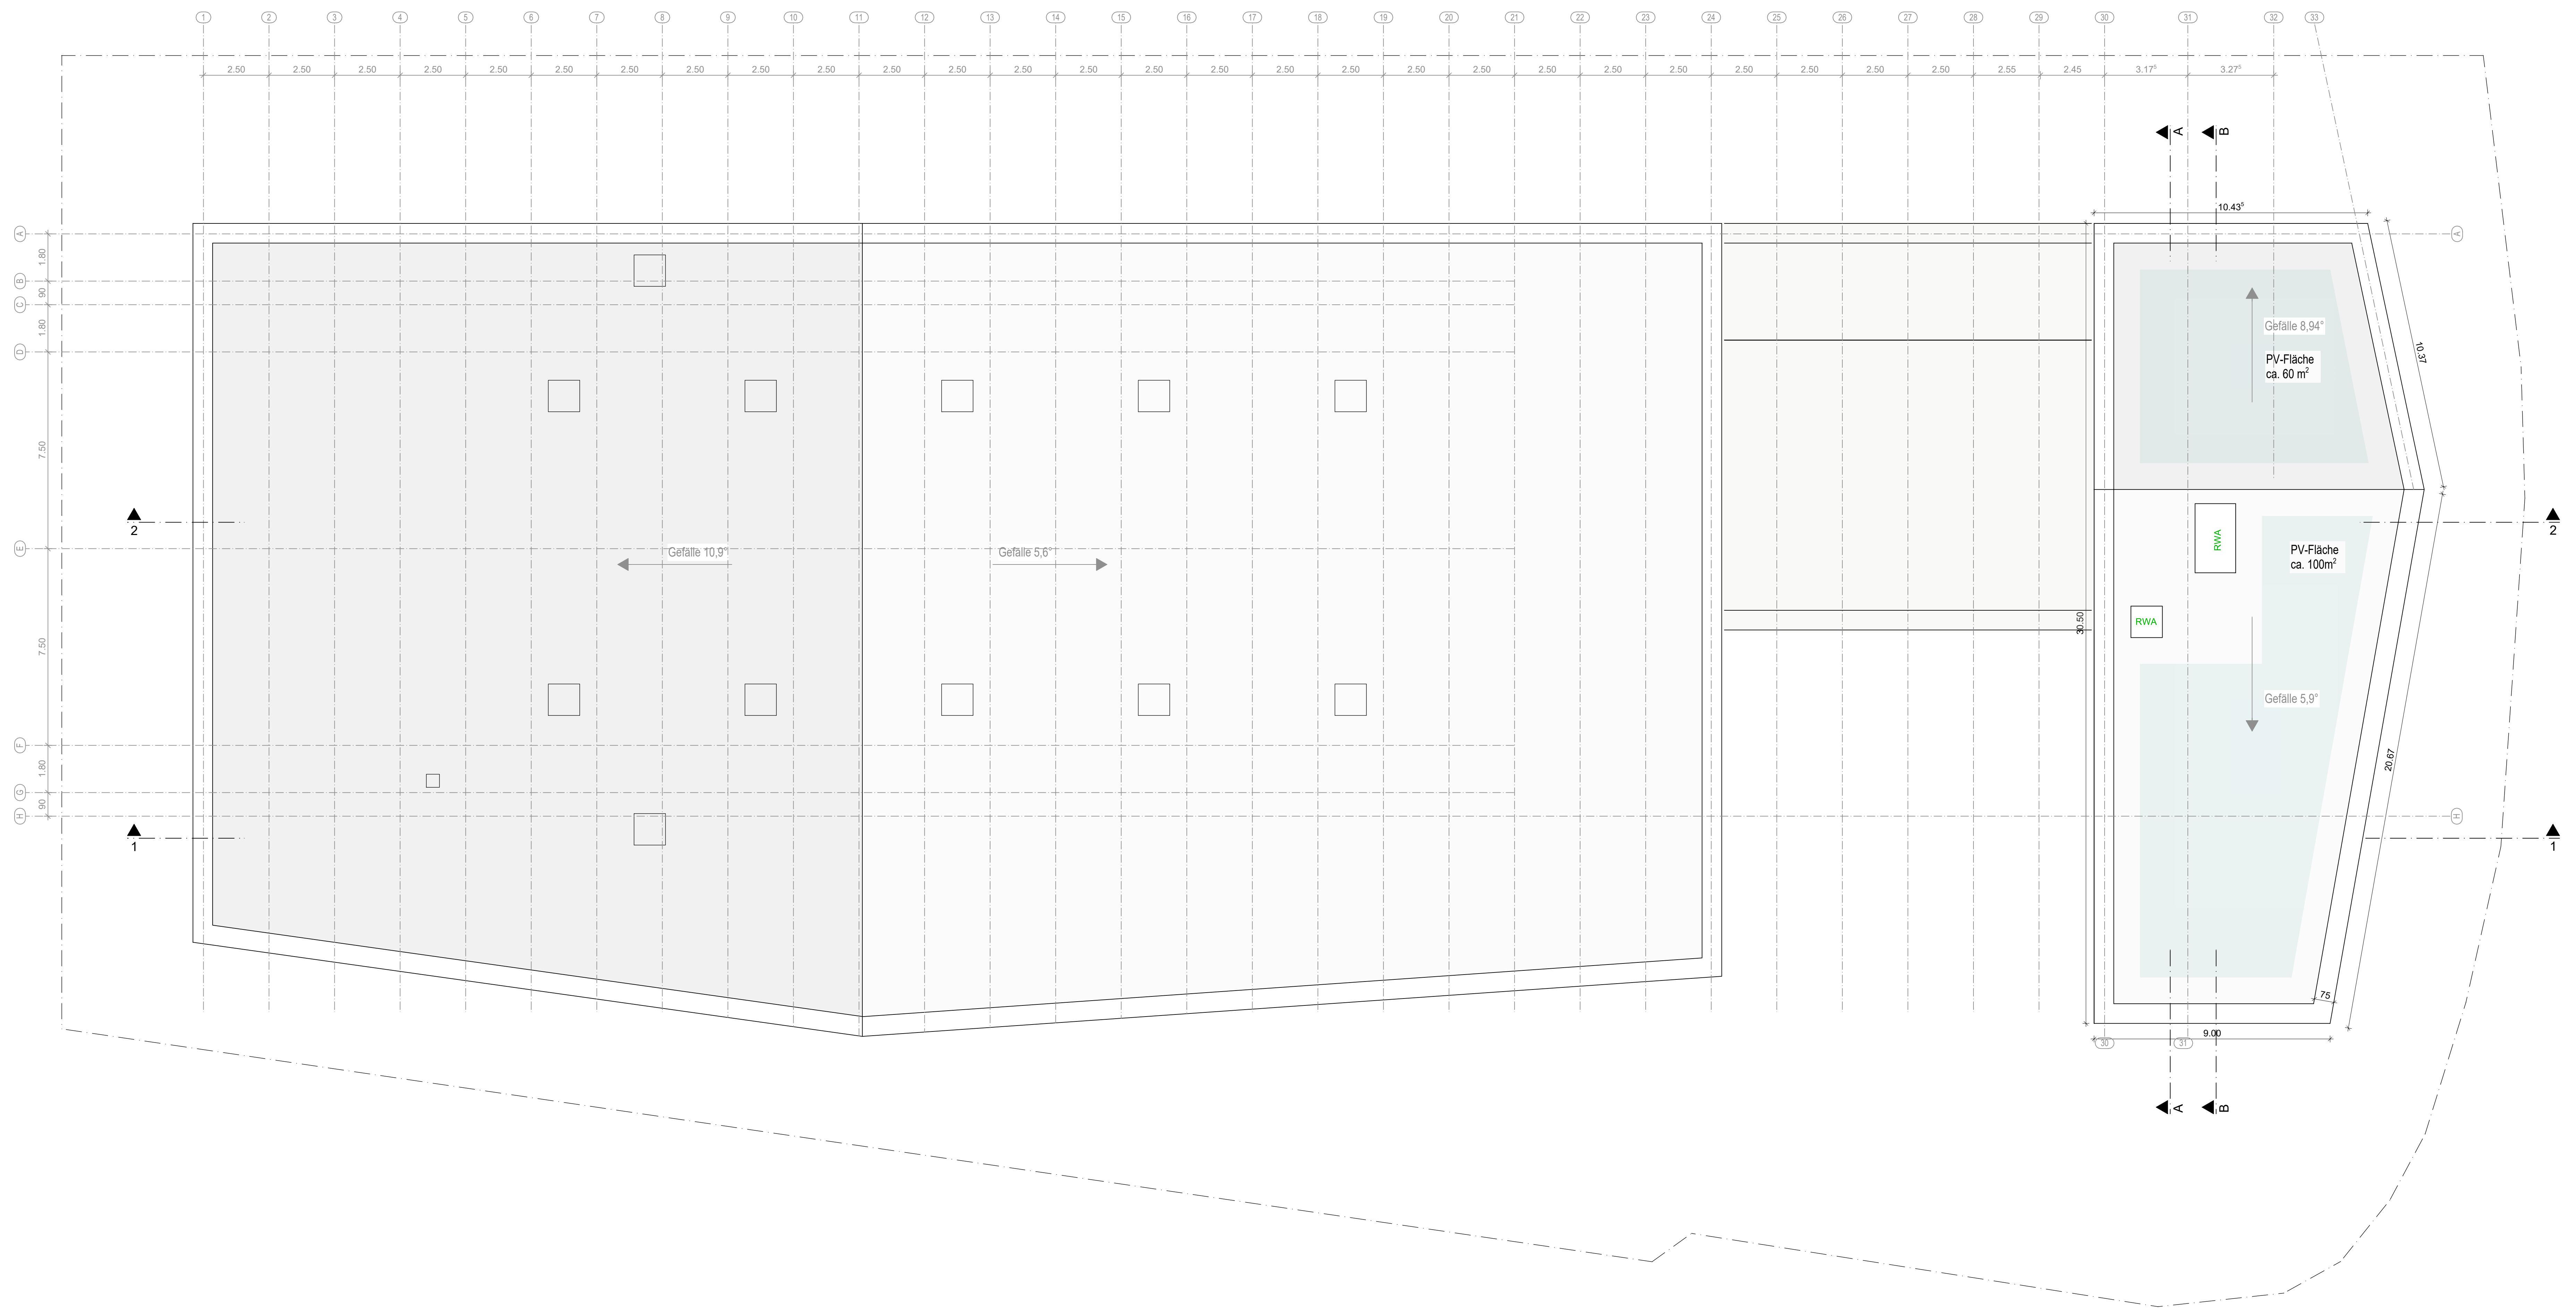 1 2 3 4 5 6 7 8 9 10 11 12 13 14 15 16 17 18 19 20 21 22 23 24 25 26 27 28 29 30 31 32 33
2.50 2.50 2.50 2.50 2.50 2.50 2.50 2.50 2.50 2.50 2.50 2.50 2.50 2.50 2.50 2.50 2.50 2.50 2.50 2.50 2.50 2.50 2.50 2.50 2.50 2.50 2.50 2.55 2.45 3.17⁵ 3.27⁵
A B
10.43⁵
A A
1.80
B
90
C
1.80
D
Gefälle 8,94°
10.37
PV-Fläche
ca. 60 m²
7.50
2 2
RWA
E
Gefälle 10,9° Gefälle 5,6°
PV-Fläche
ca. 100m²
30.50
RWA
7.50
Gefälle 5,9°
F
20.67
1.80
G
90
H H
1 1
75
9.00
30 31
A B